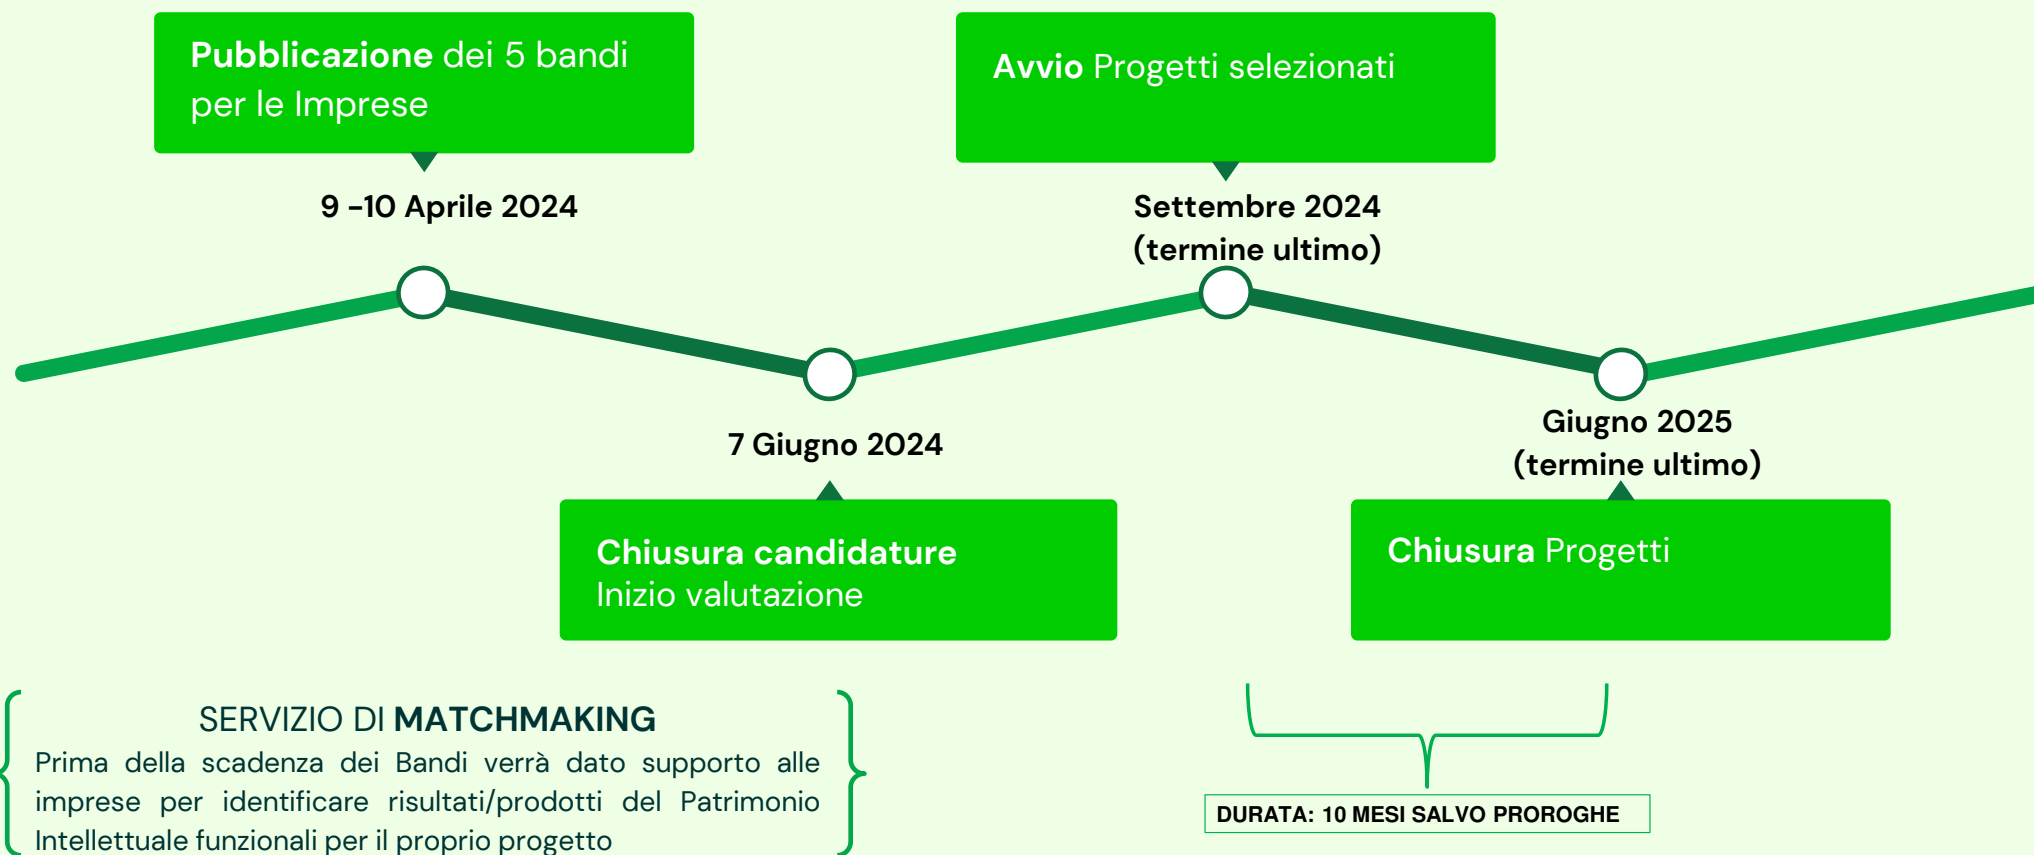 Pubblicazione dei 5 bandi
per le Imprese
9 -10 Aprile 2024
Avvio Progetti selezionati
Settembre 2024
(termine ultimo)
7 Giugno 2024
Chiusura candidature
Inizio valutazione
Giugno 2025
(termine ultimo)
Chiusura Progetti
SERVIZIO DI MATCHMAKING
Prima della scadenza dei Bandi verrà dato supporto alle
imprese per identificare risultati/prodotti del Patrimonio
Intellettuale funzionali per il proprio progetto
DURATA: 10 MESI SALVO PROROGHE